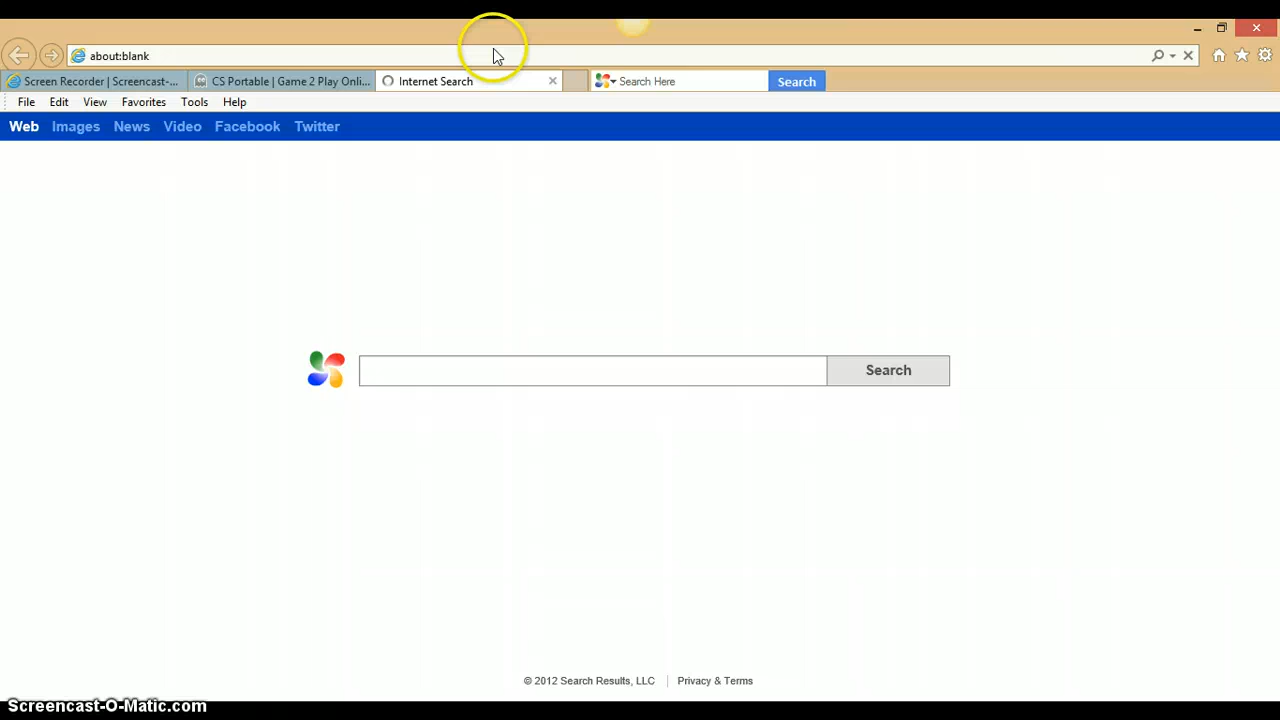 about:blank
Screen Recorder | Screencast-... CS Portable | Game 2 Play Onli... Internet Search Search Here Search
File Edit View Favorites Tools Help
Web Images News Video Facebook Twitter
Search
© 2012 Search Results, LLC Privacy & Terms
Screencast-O-Matic.com